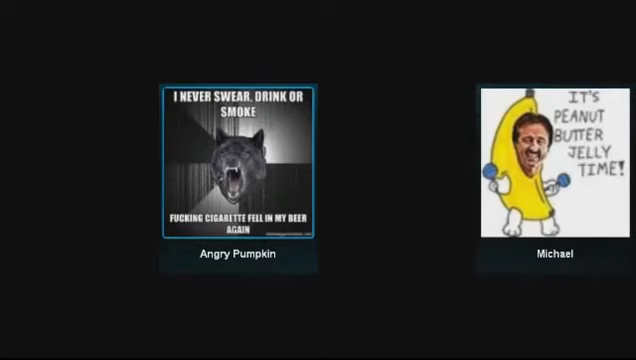 I NEVER SWEAR, DRINK OR
SMOKE
FUCKING CIGARETTE FELL IN MY BEER
AGAIN
Angry Pumpkin
IT'S
PEANUT
BUTTER
JELLY
TIME!
Michael